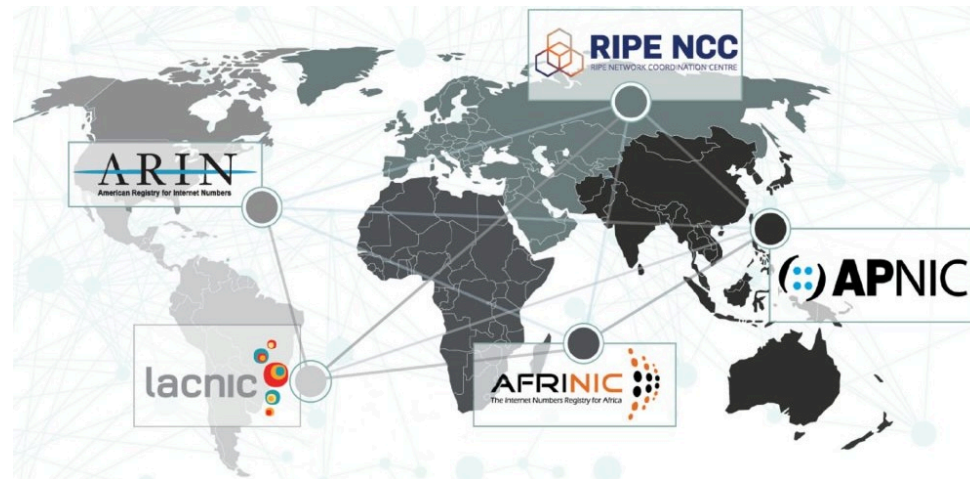 RIPE NCC
RIPE NETWORK COORDINATION CENTRE
ARIN
American Registry for Internet Numbers
APNIC
lacnic
AFRINIC
The Internet Numbers Registry for Africa